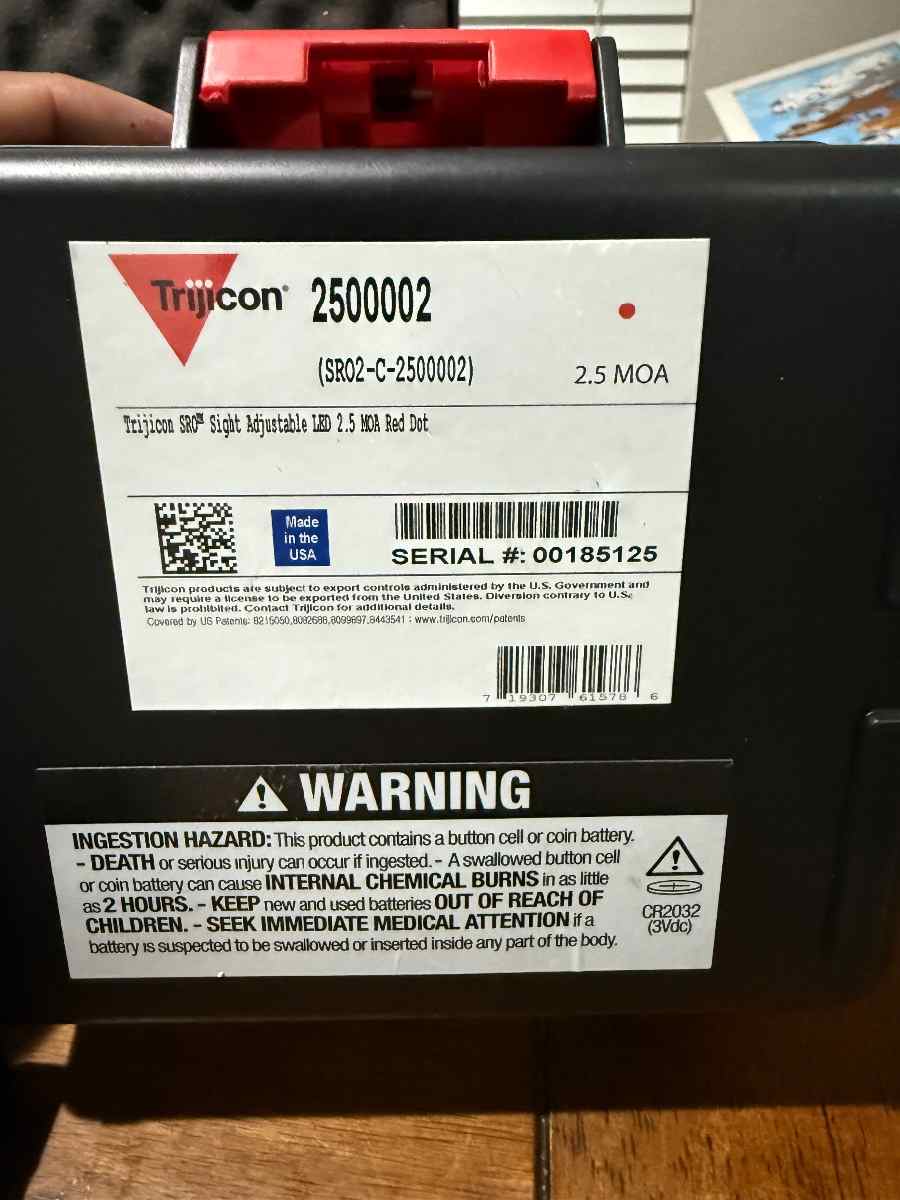 Trijicon® 2500002
(SRO2-C-2500002)
2.5 MOA
Trijicon SRO™ Sight Adjustable LED 2.5 MOA Red Dot
Made
in the
USA
SERIAL #: 00185125
Trijicon products are subject to export controls administered by the U.S. Government and
may require a license to be exported from the United States. Diversion contrary to U.S.
law is prohibited. Contact Trijicon for additional details.
Covered by US Patents: 8215050,8082688,8099897,8443541 : www.trijicon.com/patents
7 19307 61578 6
WARNING
INGESTION HAZARD: This product contains a button cell or coin battery.
- DEATH or serious injury can occur if ingested. - A swallowed button cell
or coin battery can cause INTERNAL CHEMICAL BURNS in as little
as 2 HOURS. - KEEP new and used batteries OUT OF REACH OF
CHILDREN. - SEEK IMMEDIATE MEDICAL ATTENTION if a
battery is suspected to be swallowed or inserted inside any part of the body.
CR2032
(3Vdc)